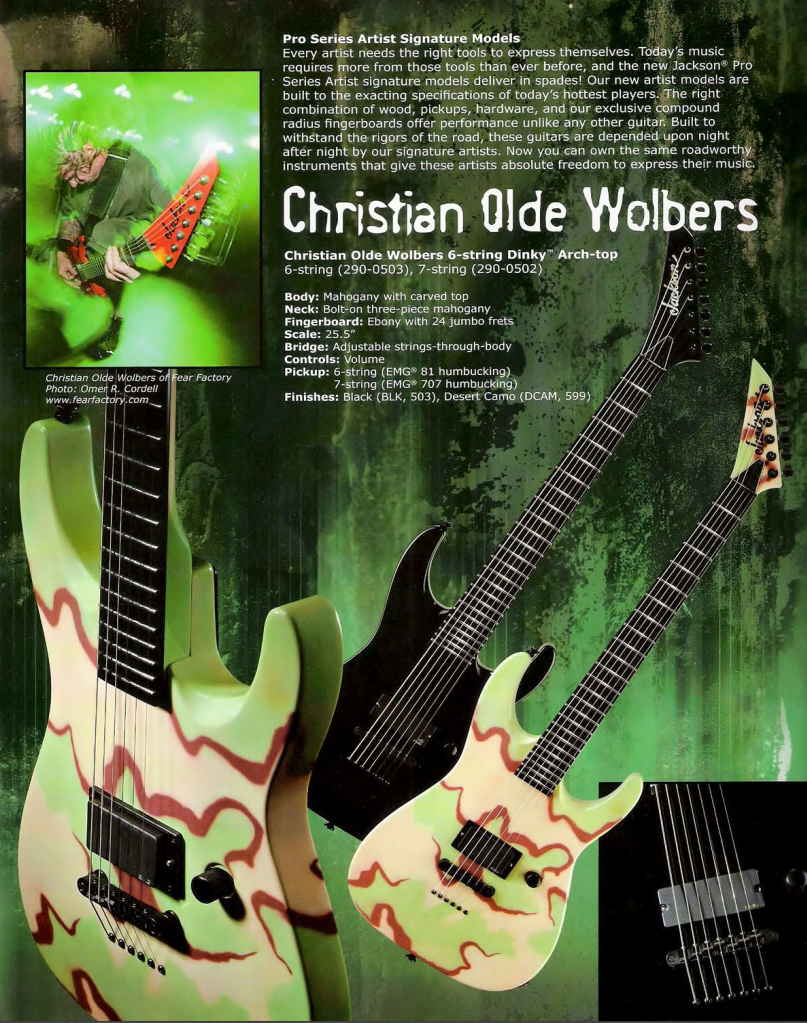 Pro Series Artist Signature Models
Every artist needs the right tools to express themselves. Today's music
requires more from those tools than ever before, and the new Jackson® Pro
Series Artist signature models deliver in spades! Our new artist models are
built to the exacting specifications of today's hottest players. The right
combination of wood, pickups, hardware, and our exclusive compound
radius fingerboards offer performance unlike any other guitar. Built to
withstand the rigors of the road, these guitars are depended upon night
after night by our signature artists. Now you can own the same roadworthy
instruments that give these artists absolute freedom to express their music.
Christian Olde Wolbers
Christian Olde Wolbers 6-string Dinky™ Arch-top
6-string (290-0503), 7-string (290-0502)
Body: Mahogany with carved top
Neck: Bolt-on three-piece mahogany
Fingerboard: Ebony with 24 jumbo frets
Scale: 25.5"
Bridge: Adjustable strings-through-body
Controls: Volume
Pickup: 6-string (EMG® 81 humbucking)
7-string (EMG® 707 humbucking)
Finishes: Black (BLK, 503), Desert Camo (DCAM, 599)
Christian Olde Wolbers of Fear Factory
Photo: Omer R. Cordell
www.fearfactory.com
Jackson
Jackson
Jackson